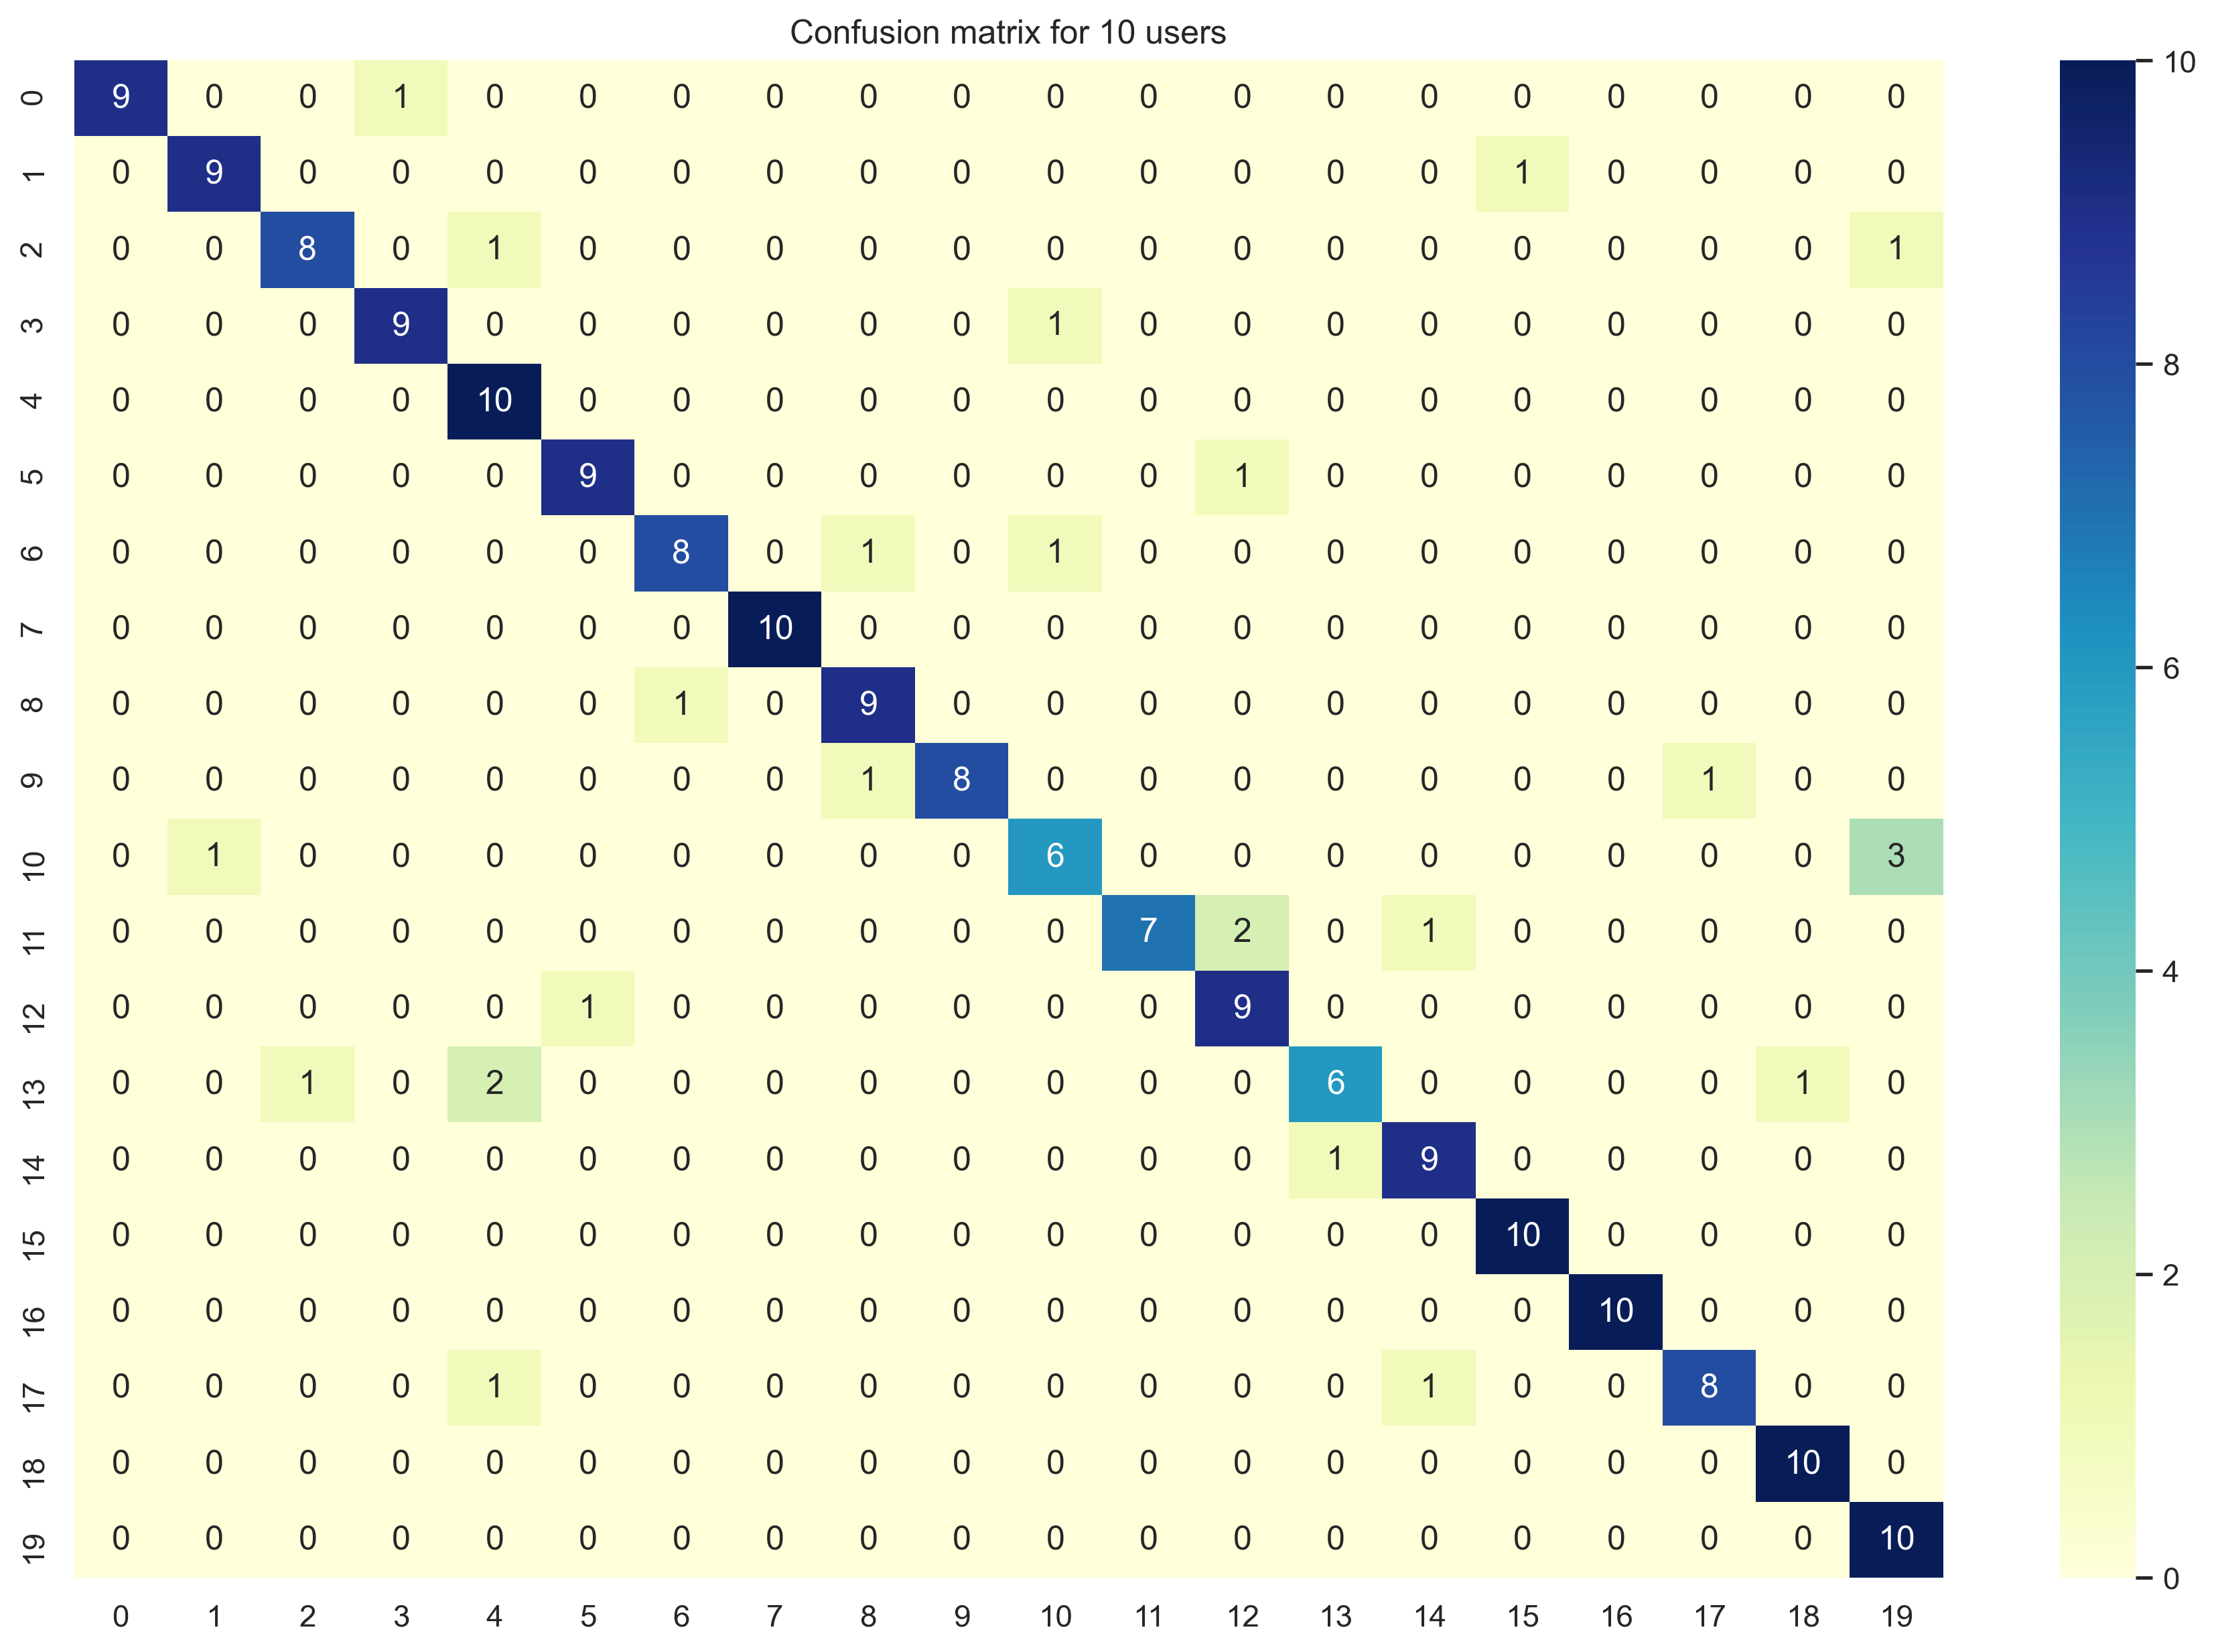 Confusion matrix for 10 users
0 9 0 0 1 0 0 0 0 0 0 0 0 0 0 0 0 0 0 0 0
1 0 9 0 0 0 0 0 0 0 0 0 0 0 0 0 1 0 0 0 0
2 0 0 8 0 1 0 0 0 0 0 0 0 0 0 0 0 0 0 0 1
3 0 0 0 9 0 0 0 0 0 0 1 0 0 0 0 0 0 0 0 0
4 0 0 0 0 10 0 0 0 0 0 0 0 0 0 0 0 0 0 0 0
5 0 0 0 0 0 9 0 0 0 0 0 0 1 0 0 0 0 0 0 0
6 0 0 0 0 0 0 8 0 1 0 1 0 0 0 0 0 0 0 0 0
7 0 0 0 0 0 0 0 10 0 0 0 0 0 0 0 0 0 0 0 0
8 0 0 0 0 0 0 1 0 9 0 0 0 0 0 0 0 0 0 0 0
9 0 0 0 0 0 0 0 0 1 8 0 0 0 0 0 0 0 1 0 0
10 0 1 0 0 0 0 0 0 0 0 6 0 0 0 0 0 0 0 0 3
11 0 0 0 0 0 0 0 0 0 0 0 7 2 0 1 0 0 0 0 0
12 0 0 0 0 0 1 0 0 0 0 0 0 9 0 0 0 0 0 0 0
13 0 0 1 0 2 0 0 0 0 0 0 0 0 6 0 0 0 0 1 0
14 0 0 0 0 0 0 0 0 0 0 0 0 0 1 9 0 0 0 0 0
15 0 0 0 0 0 0 0 0 0 0 0 0 0 0 0 10 0 0 0 0
16 0 0 0 0 0 0 0 0 0 0 0 0 0 0 0 0 10 0 0 0
17 0 0 0 0 1 0 0 0 0 0 0 0 0 0 1 0 0 8 0 0
18 0 0 0 0 0 0 0 0 0 0 0 0 0 0 0 0 0 0 10 0
19 0 0 0 0 0 0 0 0 0 0 0 0 0 0 0 0 0 0 0 10
0 1 2 3 4 5 6 7 8 9 10 11 12 13 14 15 16 17 18 19
10
8
6
4
2
0